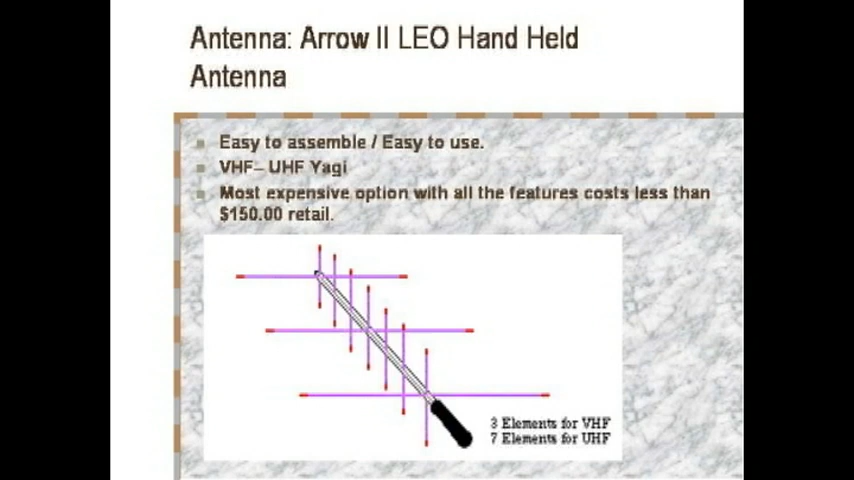 Antenna: Arrow II LEO Hand Held
Antenna
Easy to assemble / Easy to use.
VHF– UHF Yagi
Most expensive option with all the features costs less than
$150.00 retail.
3 Elements for VHF
7 Elements for UHF